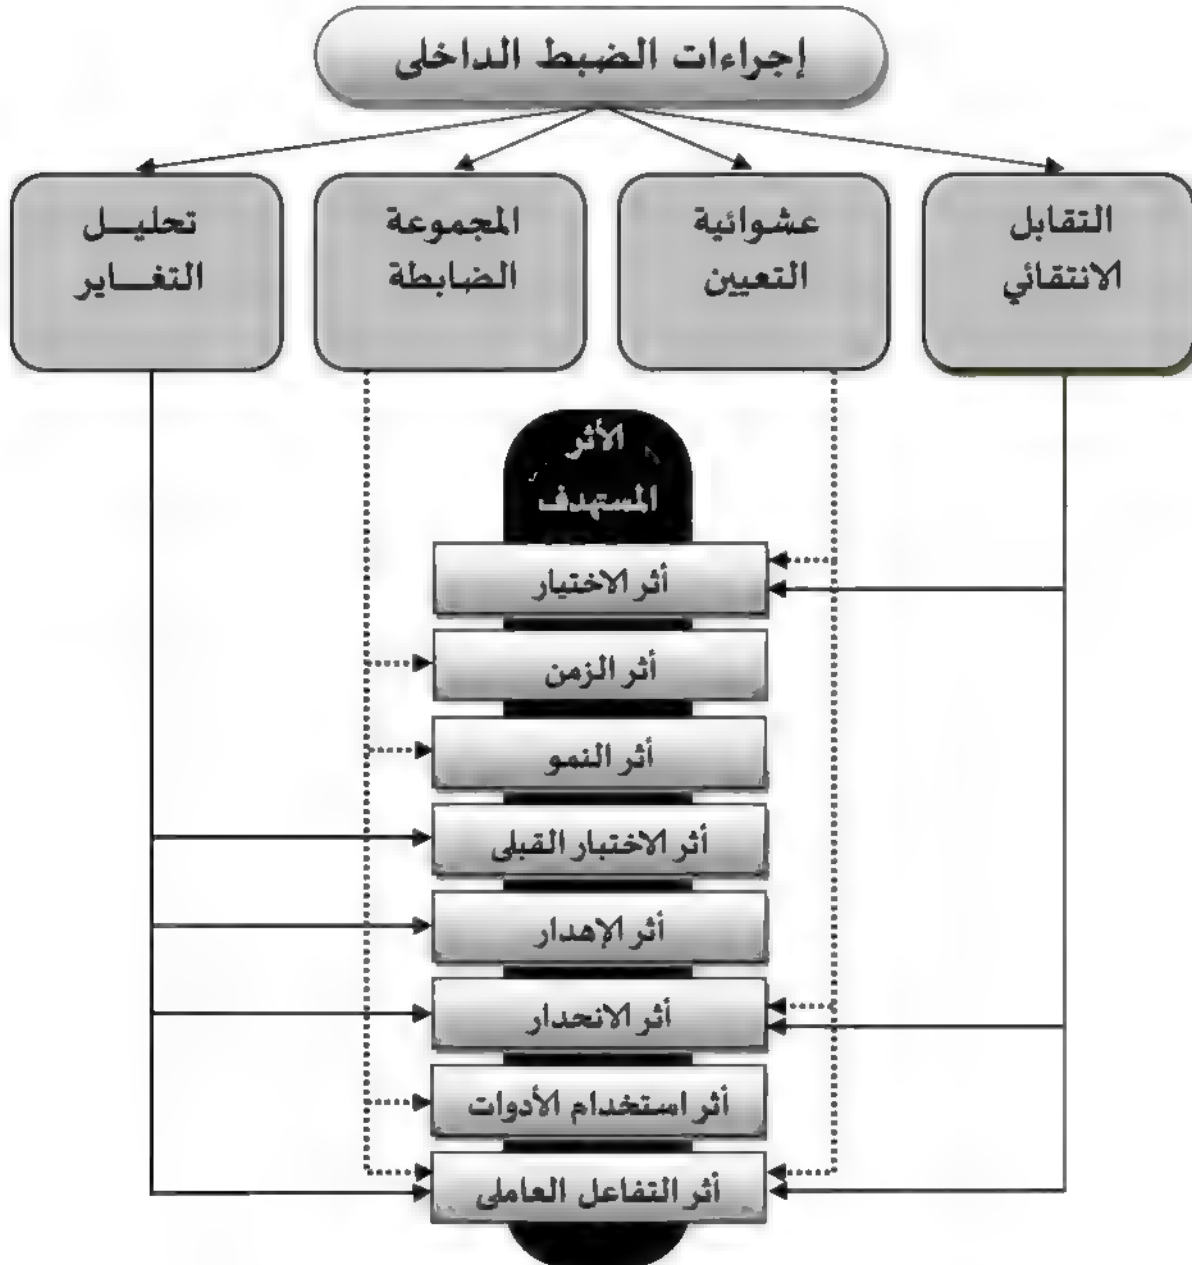 إجراءات الضبط الداخلى
التقابل
الانتقائي
عشوائية
التعيين
المجموعة
الضابطة
تحليـــل
التغـــاير
الأثر
المستهدف
أثر الاختيار
أثر الزمن
أثر النمو
أثر الاختبار القبلى
أثر الإهدار
أثر الانحدار
أثر استخدام الأدوات
أثر التفاعل العاملى